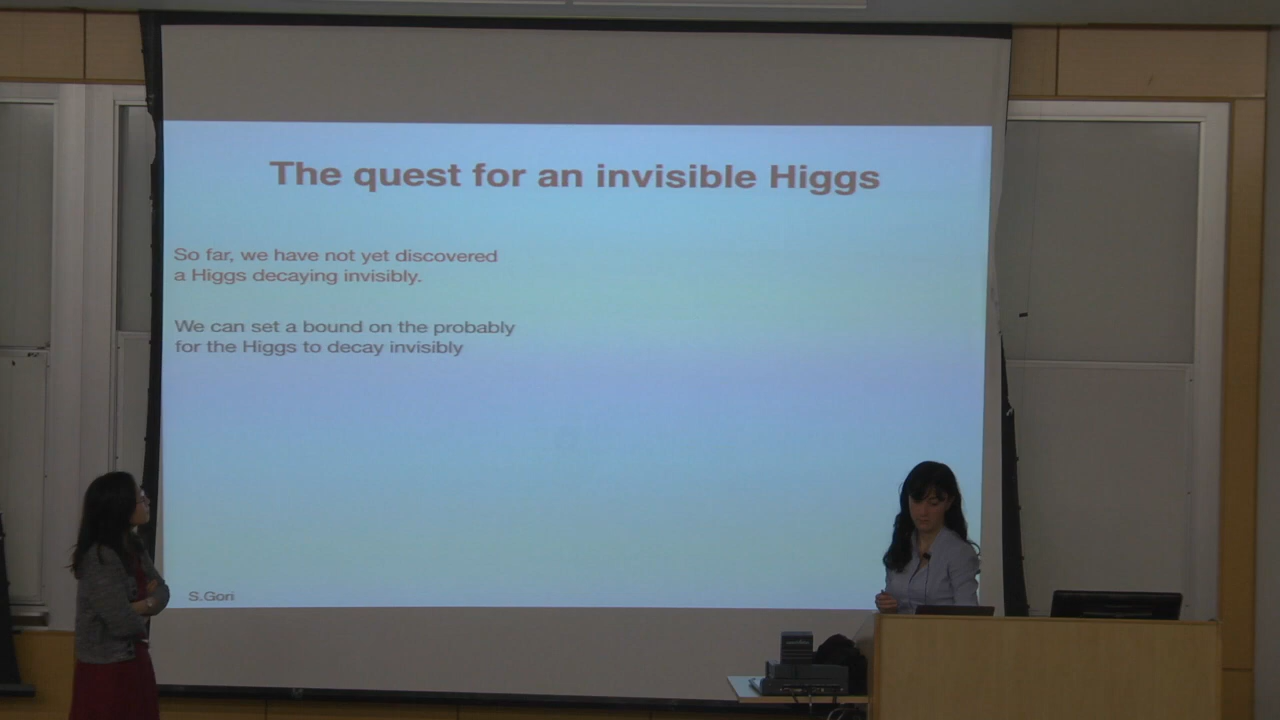 The quest for an invisible Higgs
So far, we have not yet discovered
a Higgs decaying invisibly.
We can set a bound on the probably
for the Higgs to decay invisibly
S.Gori